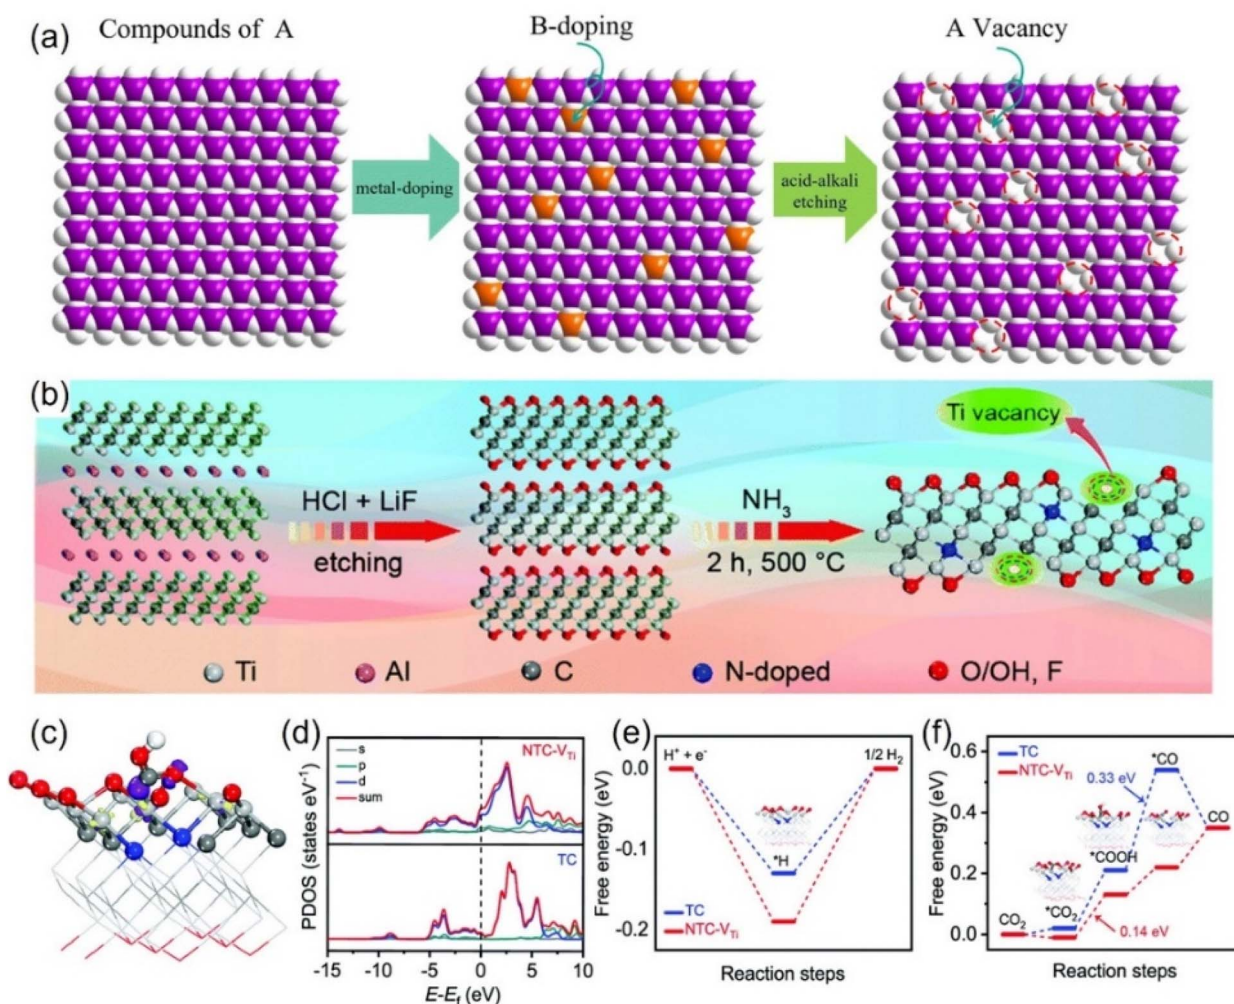 (a)
Compounds of A
B-doping
A Vacancy
metal-doping
acid-alkali
etching
(b)
HCl + LiF
etching
NH₃
2 h, 500 °C
Ti vacancy
Ti
Al
C
N-doped
O/OH, F
(c)
(d)
PDOS (states eV⁻¹)
s
p
d
sum
NTC-V_Ti
TC
-15 -10 -5 0 5 10
E-E_f (eV)
(e)
Free energy (eV)
0.0
-0.1
-0.2
H⁺ + e⁻
1/2 H₂
*H
TC
NTC-V_Ti
Reaction steps
(f)
Free energy (eV)
0.6
0.4
0.2
0.0
TC
NTC-V_Ti
*CO
0.33 eV
*COOH
CO
CO₂
*CO₂
0.14 eV
Reaction steps